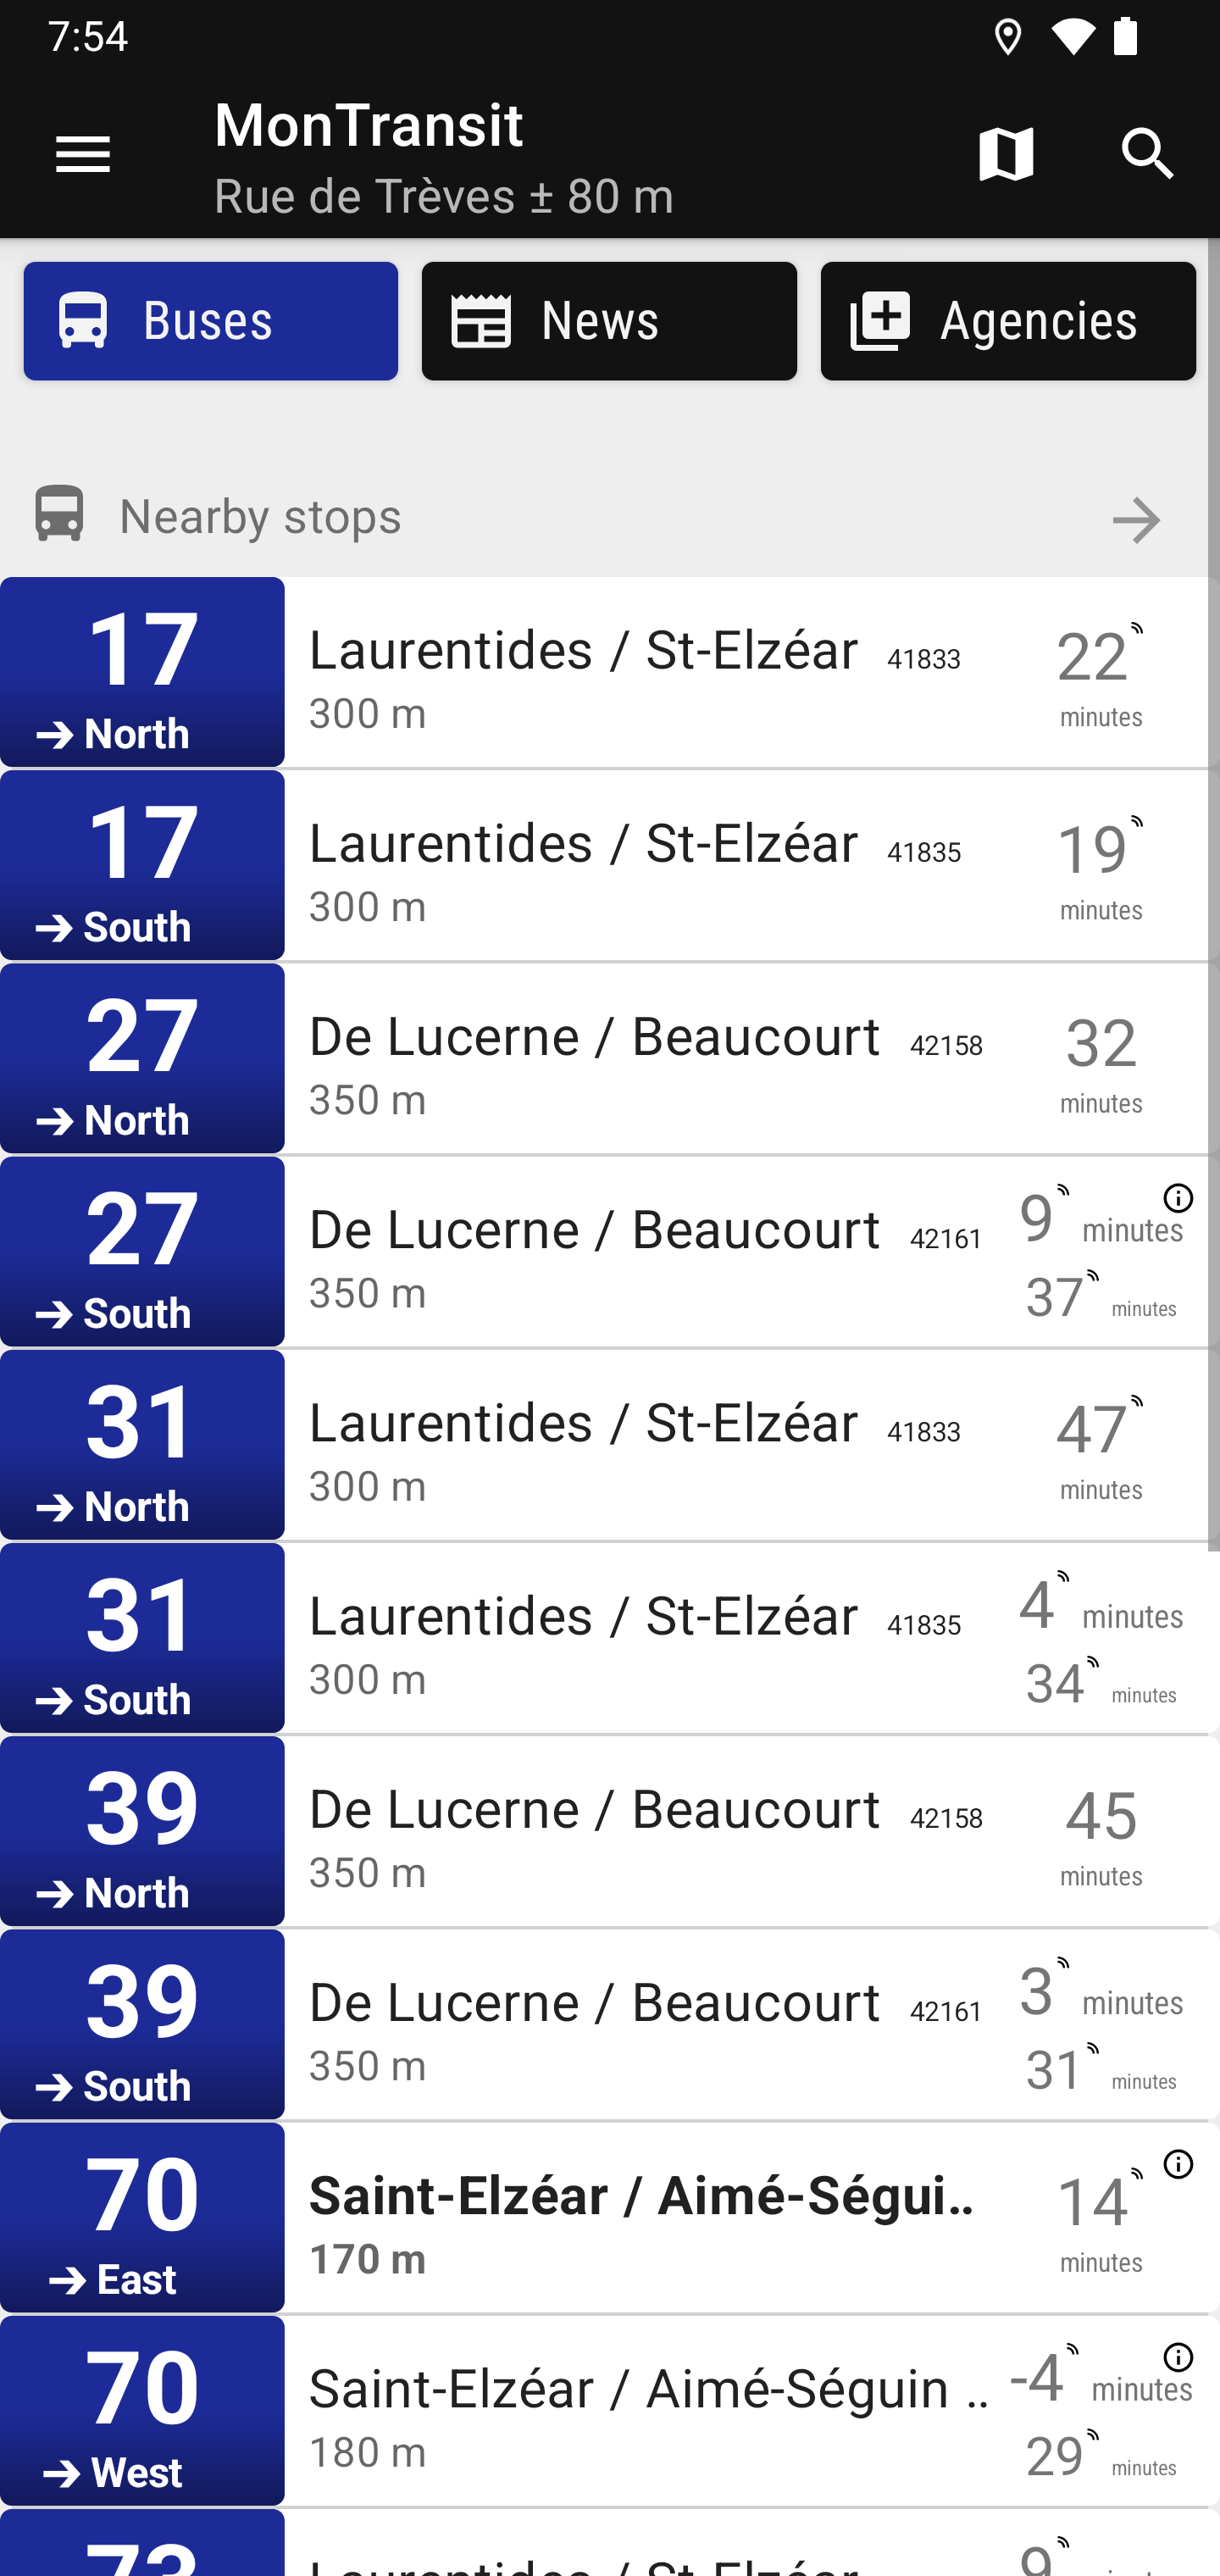 7:54
MonTransit
Rue de Trèves ± 80 m
Buses
News
Agencies
Nearby stops
17
North
Laurentides / St-Elzéar 41833
300 m
22
minutes
17
South
Laurentides / St-Elzéar 41835
300 m
19
minutes
27
North
De Lucerne / Beaucourt 42158
350 m
32
minutes
27
South
De Lucerne / Beaucourt 42161
350 m
9 minutes
37 minutes
31
North
Laurentides / St-Elzéar 41833
300 m
47
minutes
31
South
Laurentides / St-Elzéar 41835
300 m
4 minutes
34 minutes
39
North
De Lucerne / Beaucourt 42158
350 m
45
minutes
39
South
De Lucerne / Beaucourt 42161
350 m
3 minutes
31 minutes
70
East
Saint-Elzéar / Aimé-Ségui..
170 m
14
minutes
70
West
Saint-Elzéar / Aimé-Séguin ..
180 m
-4 minutes
29 minutes
73
Laurentides / St-Elzéar
9